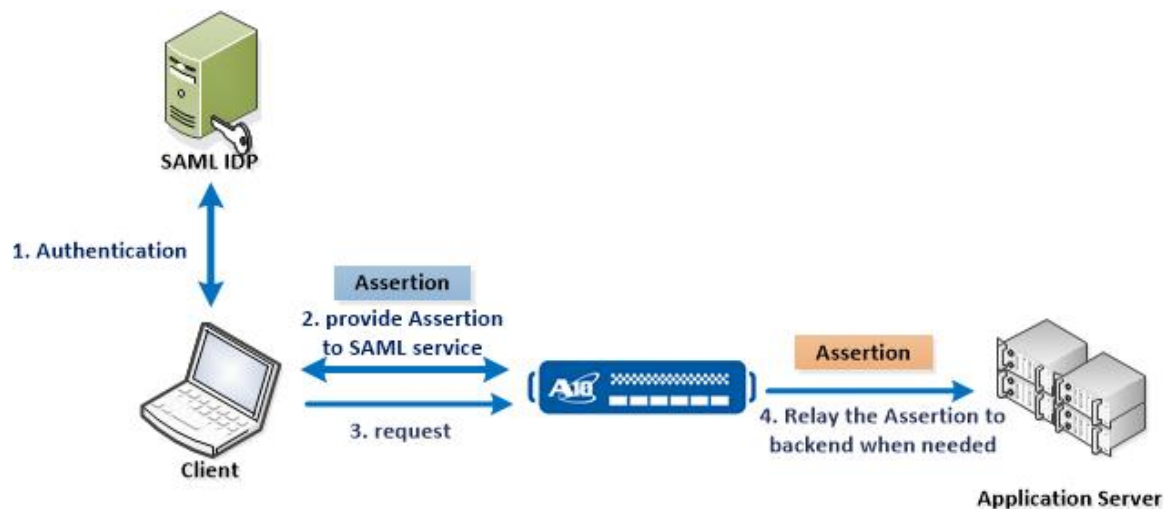 SAML IDP
1. Authentication
Assertion
2. provide Assertion
to SAML service
3. request
Client
A10
Assertion
4. Relay the Assertion to
backend when needed
Application Server